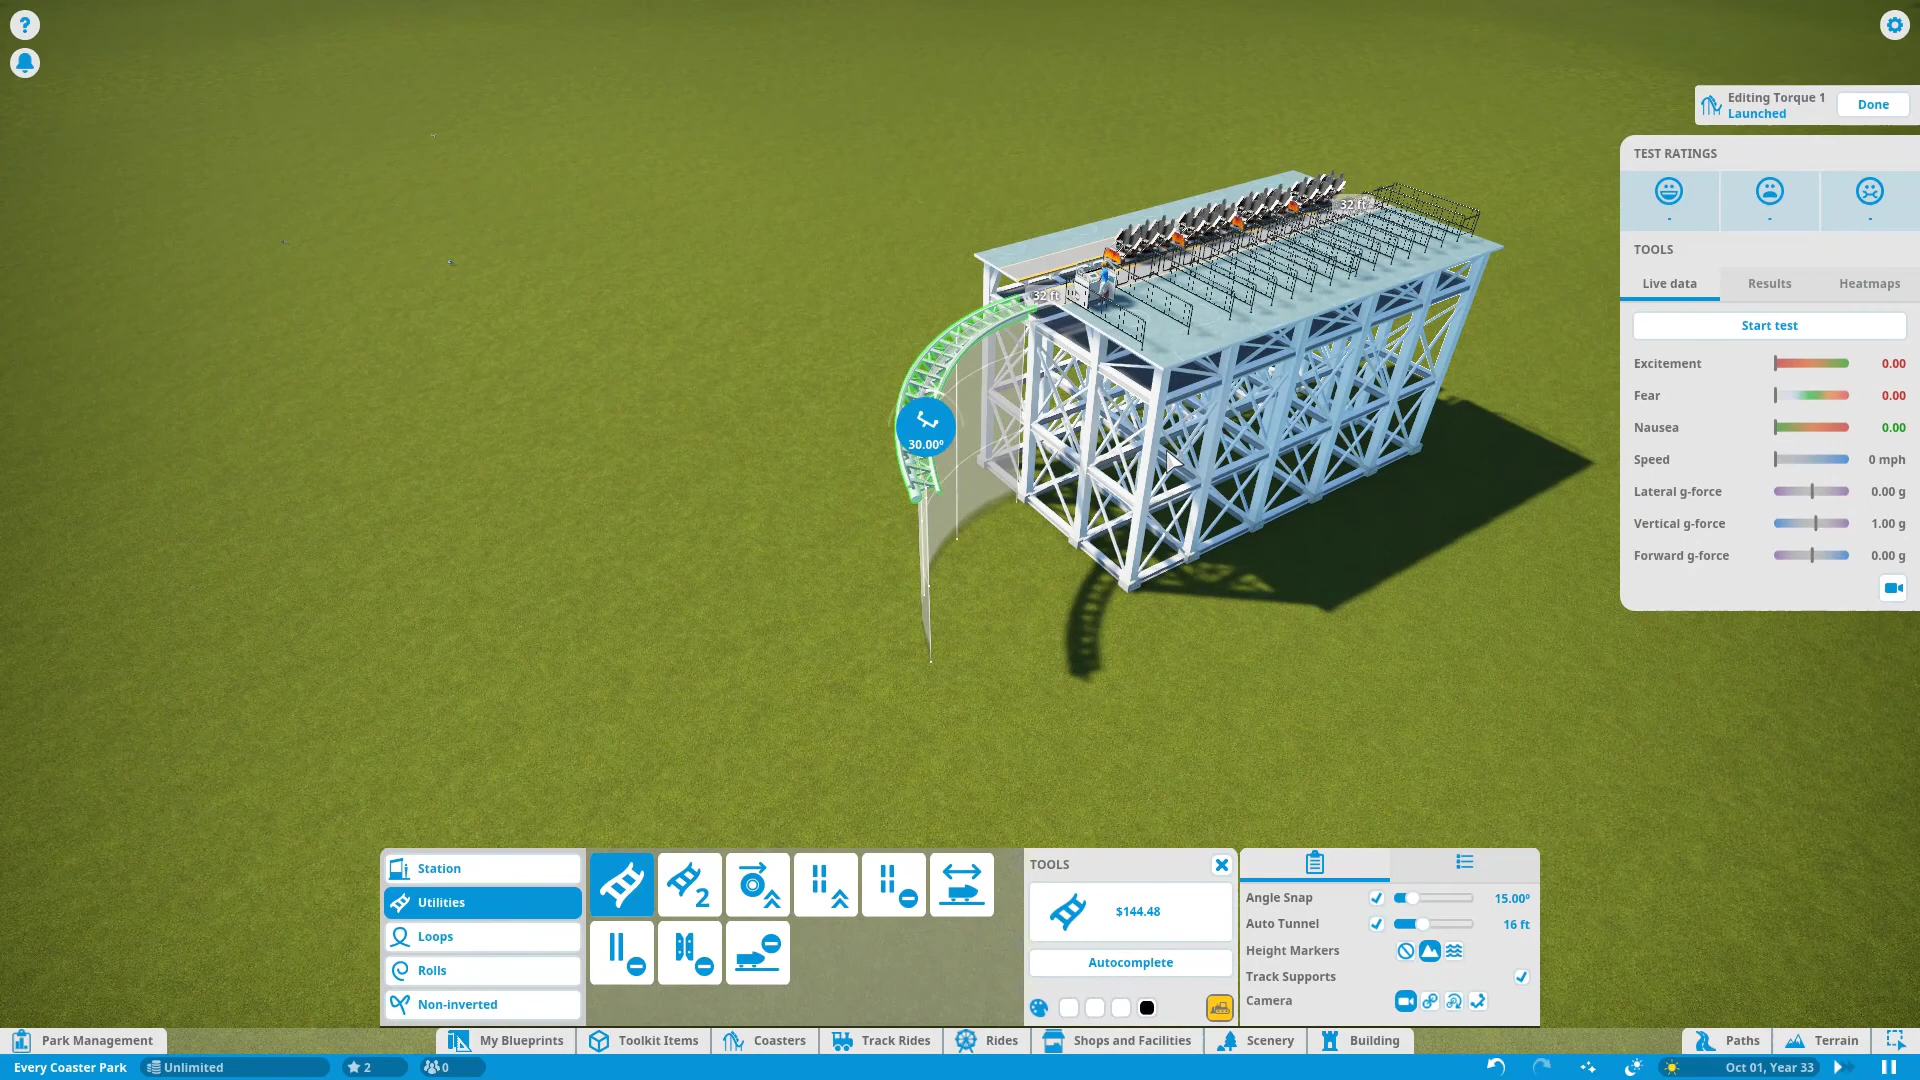 ?
Editing Torque 1
Launched
Done
TEST RATINGS
- - -
TOOLS
Live data Results Heatmaps
Start test
Excitement 0.00
Fear 0.00
Nausea 0.00
Speed 0 mph
Lateral g-force 0.00 g
Vertical g-force 1.00 g
Forward g-force 0.00 g
32 ft
32 ft
30.00º
Station
Utilities
Loops
Rolls
Non-inverted
2
TOOLS
$144.48
Autocomplete
Angle Snap 15.00º
Auto Tunnel 16 ft
Height Markers
Track Supports
Camera
Park Management
My Blueprints
Toolkit Items
Coasters
Track Rides
Rides
Shops and Facilities
Scenery
Building
Paths
Terrain
Every Coaster Park
Unlimited
2
0
Oct 01, Year 33